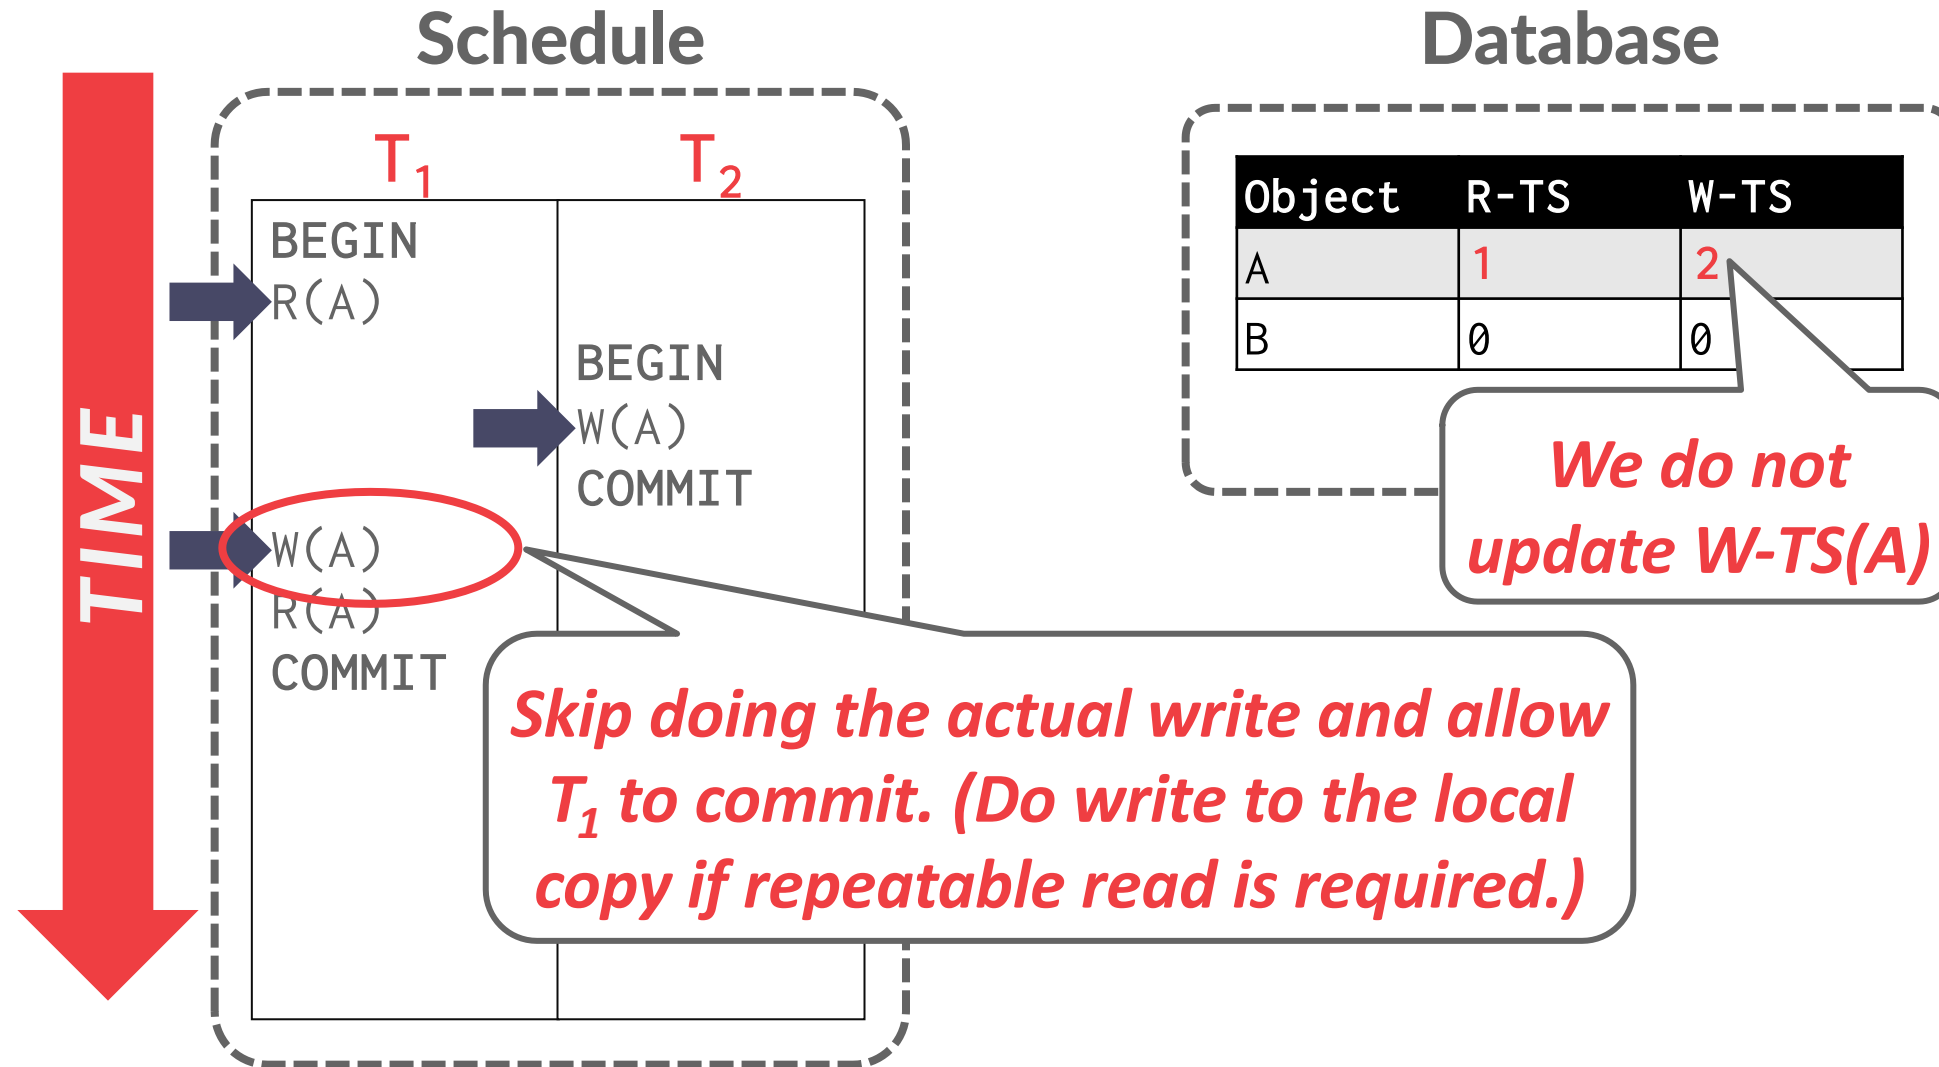 Schedule
Database
TIME
T1
T2
BEGIN
R(A)
BEGIN
W(A)
COMMIT
W(A)
R(A)
COMMIT
Object R-TS W-TS
A 1 2
B 0 0
We do not
update W-TS(A)
Skip doing the actual write and allow
T1 to commit. (Do write to the local
copy if repeatable read is required.)